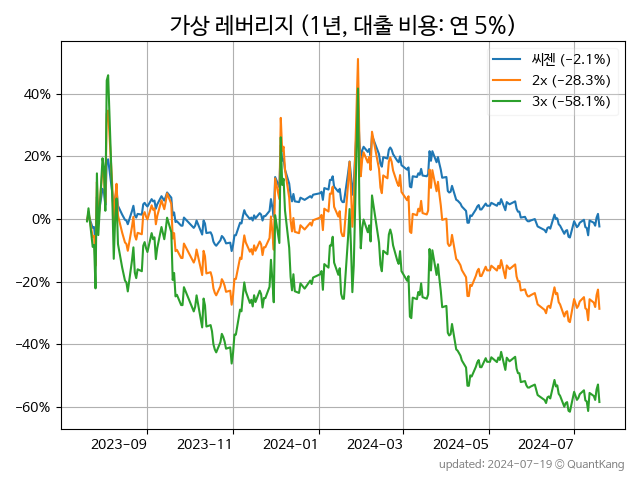 가상 레버리지 (1년, 대출 비용: 연 5%)
씨젠 (−2.1%)
2x (−28.3%)
3x (−58.1%)
40%
20%
0%
−20%
−40%
−60%
2023-09
2023-11
2024-01
2024-03
2024-05
2024-07
updated: 2024-07-19 © QuantKang